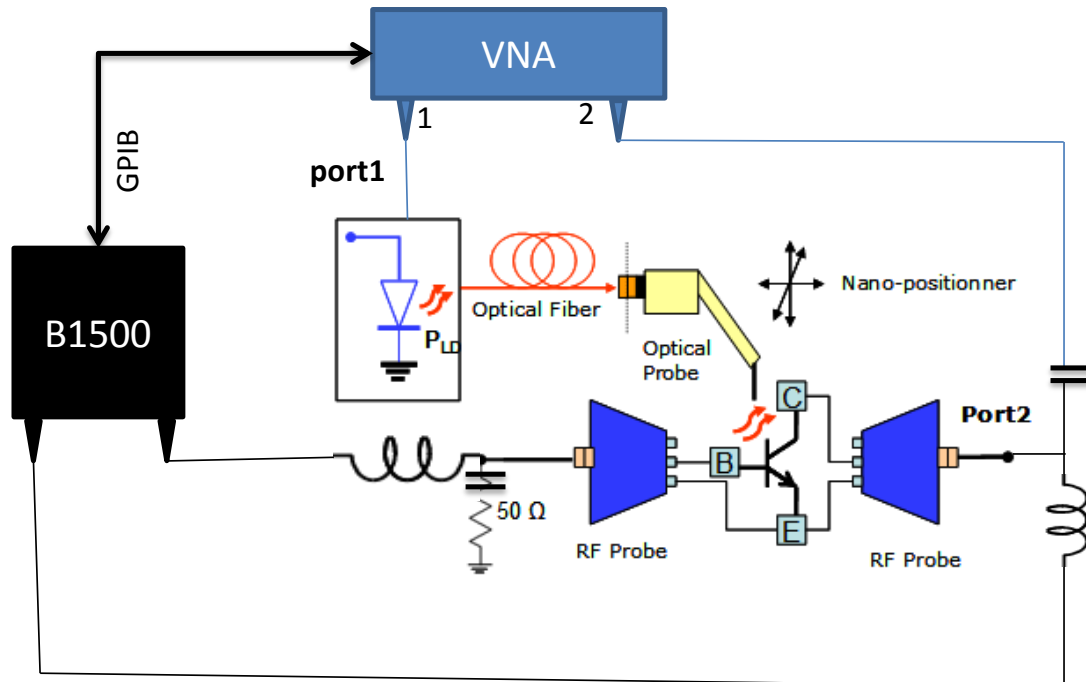 VNA
1
2
GPIB
port1
B1500
P_LD
Optical Fiber
Optical
Probe
Nano-positionner
C
B
E
Port2
50 Ω
RF Probe
RF Probe